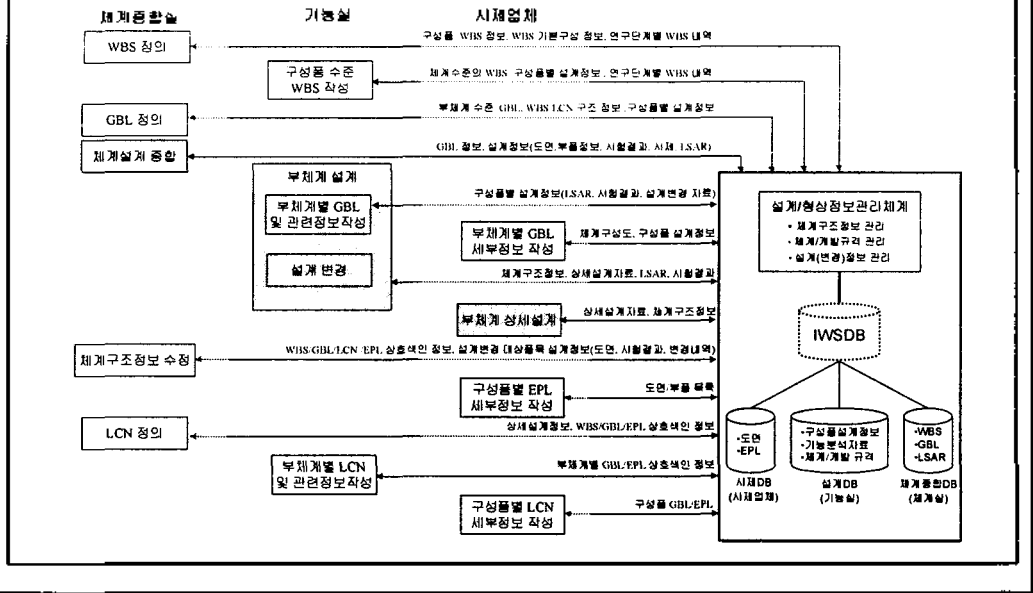 체계종합실 기능실 시제업체
WBS 정의
구성품 WBS 정보, WBS 기본구성 정보, 연구단계별 WBS 내역
구성품 수준
WBS 작성
체계수준의 WBS 구성품별 설계정보, 연구단계별 WBS 내역
GBL 정의
부체계 수준 GBL, WBS LCN 구조 정보, 구성품별 설계정보
체계설계 종합
GBL 정보, 설계정보(도면,부품정보, 시험결과, 시제, LSAR)
부체계 설계
부체계별 GBL
및 관련정보작성
구성품별 설계정보(LSAR, 시험결과, 설계변경 자료)
부체계별 GBL
세부정보 작성
체계구성도, 구성품 설계정보
설계 변경
체계구조정보, 상세설계자료, LSAR, 시험결과
부체계 상세설계
상세설계자료, 체계구조정보
체계구조정보 수정
WBS/GBL/LCN/EPL 상호색인 정보, 설계변경 대상품목 설계정보(도면, 시험결과, 변경내역)
구성품별 EPL
세부정보 작성
도면/부품 목록
LCN 정의
상세설계정보, WBS/GBL/EPL 상호색인 정보
부체계별 LCN
및 관련정보작성
부체계별 GBL/EPL 상호색인 정보
구성품별 LCN
세부정보 작성
구성품 GBL/EPL
설계/형상정보관리체계
• 체계구조정보 관리
• 체계/개발규격 관리
• 설계(변경)정보 관리
IWSDB
•도면
•EPL
시제DB
(시제업체)
•구성품설계정보
•기능분석자료
•체계/개발 규격
설계DB
(기능실)
•WBS
•GBL
•LSAR
체계종합DB
(체계실)